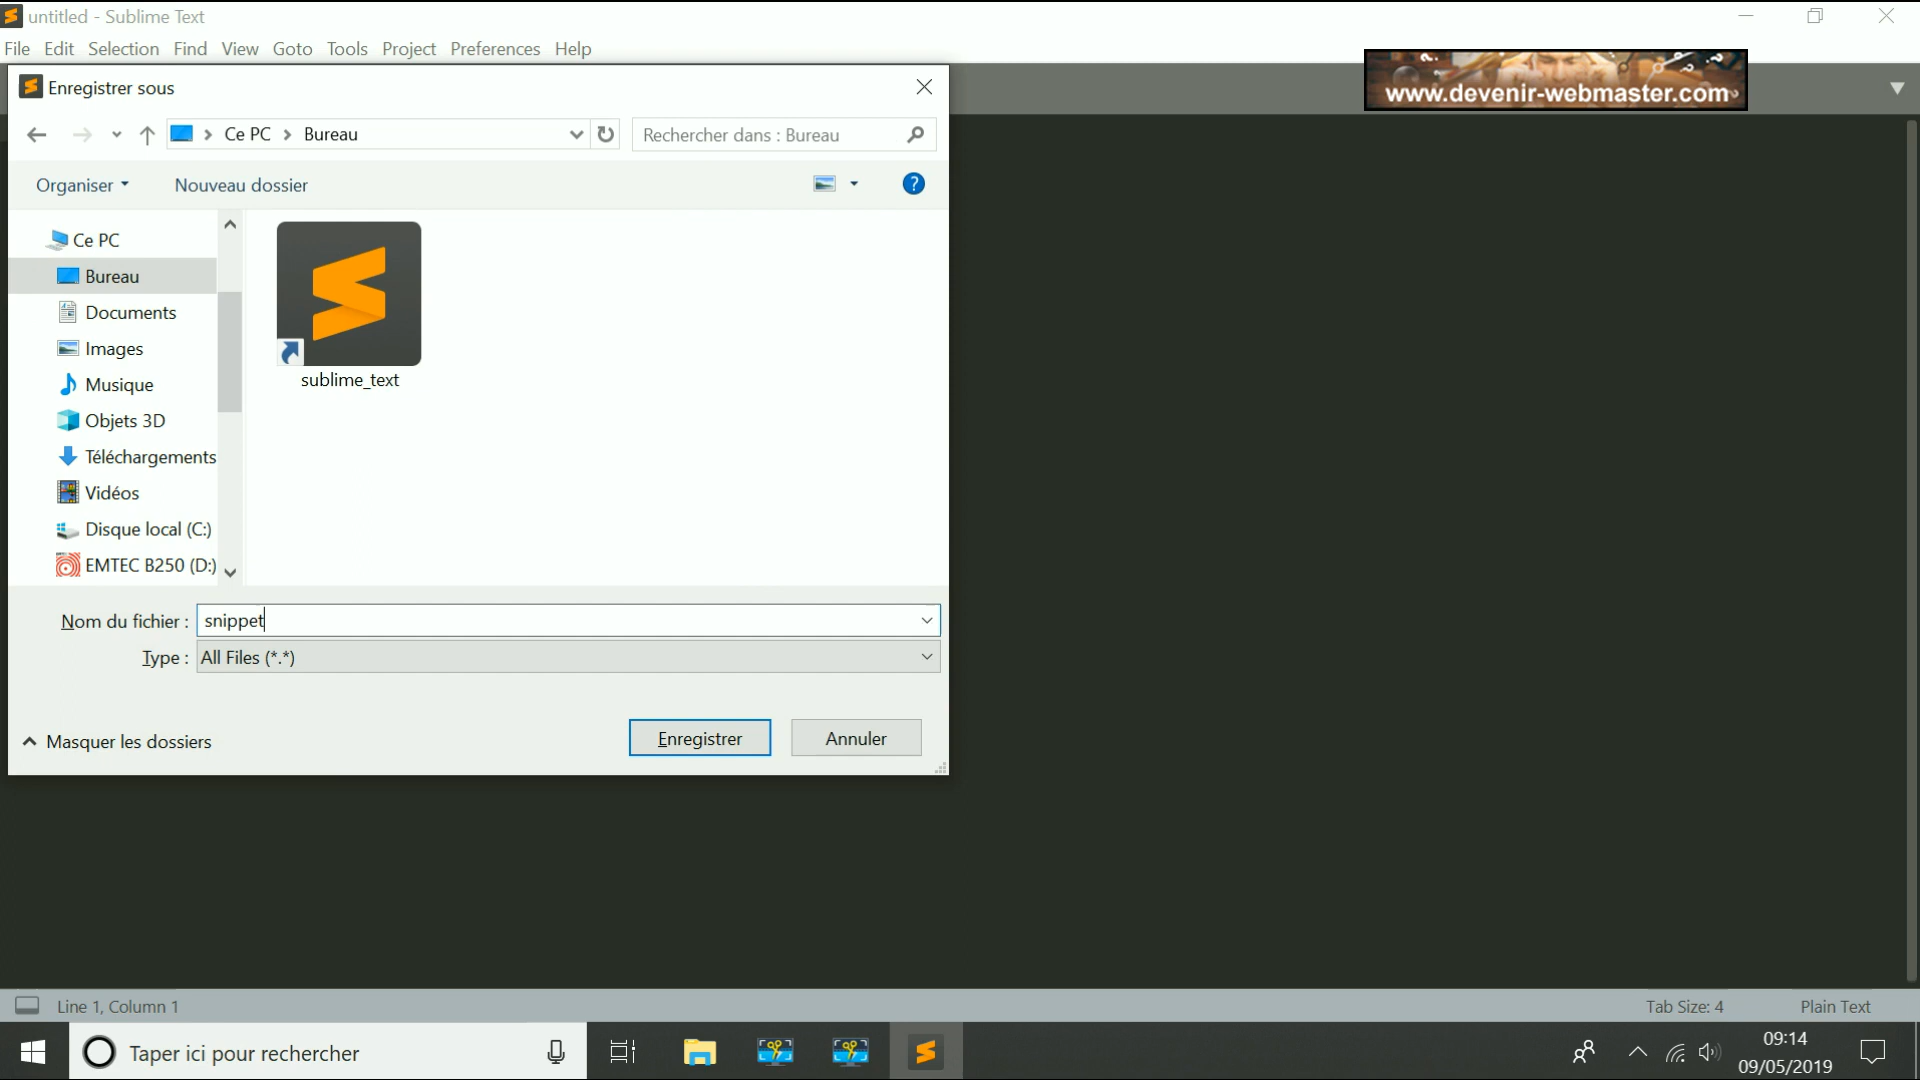 untitled - Sublime Text
File Edit Selection Find View Goto Tools Project Preferences Help
www.devenir-webmaster.com
Enregistrer sous
Ce PC > Bureau
Rechercher dans : Bureau
Organiser
Nouveau dossier
?
Ce PC
Bureau
Documents
Images
Musique
Objets 3D
Téléchargements
Vidéos
Disque local (C:)
EMTEC B250 (D:)
sublime_text
Nom du fichier : snippet
Type : All Files (*.*)
Masquer les dossiers
Enregistrer
Annuler
Line 1, Column 1
Tab Size: 4
Plain Text
Taper ici pour rechercher
09:14
09/05/2019